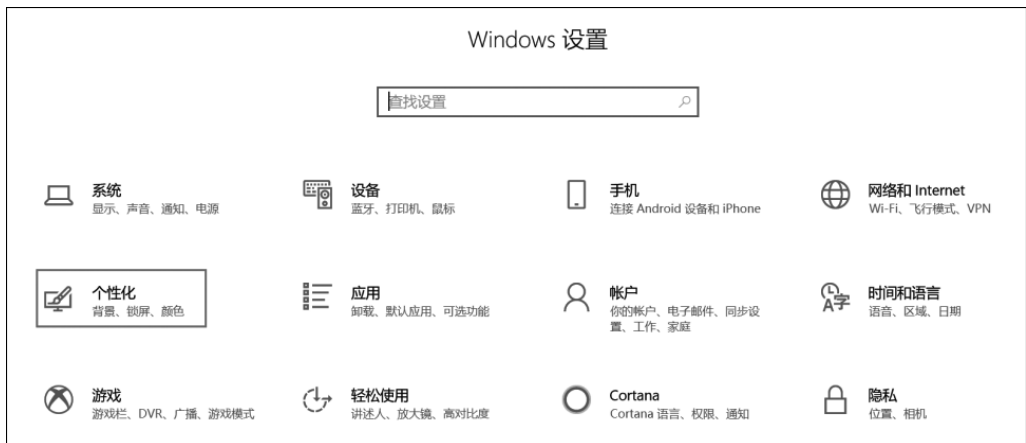 Windows 设置
查找设置
系统
显示、声音、通知、电源
设备
蓝牙、打印机、鼠标
手机
连接 Android 设备和 iPhone
网络和 Internet
Wi-Fi、飞行模式、VPN
个性化
背景、锁屏、颜色
应用
卸载、默认应用、可选功能
帐户
你的帐户、电子邮件、同步设
置、工作、家庭
时间和语言
语音、区域、日期
游戏
游戏栏、DVR、广播、游戏模式
轻松使用
讲述人、放大镜、高对比度
Cortana
Cortana 语言、权限、通知
隐私
位置、相机